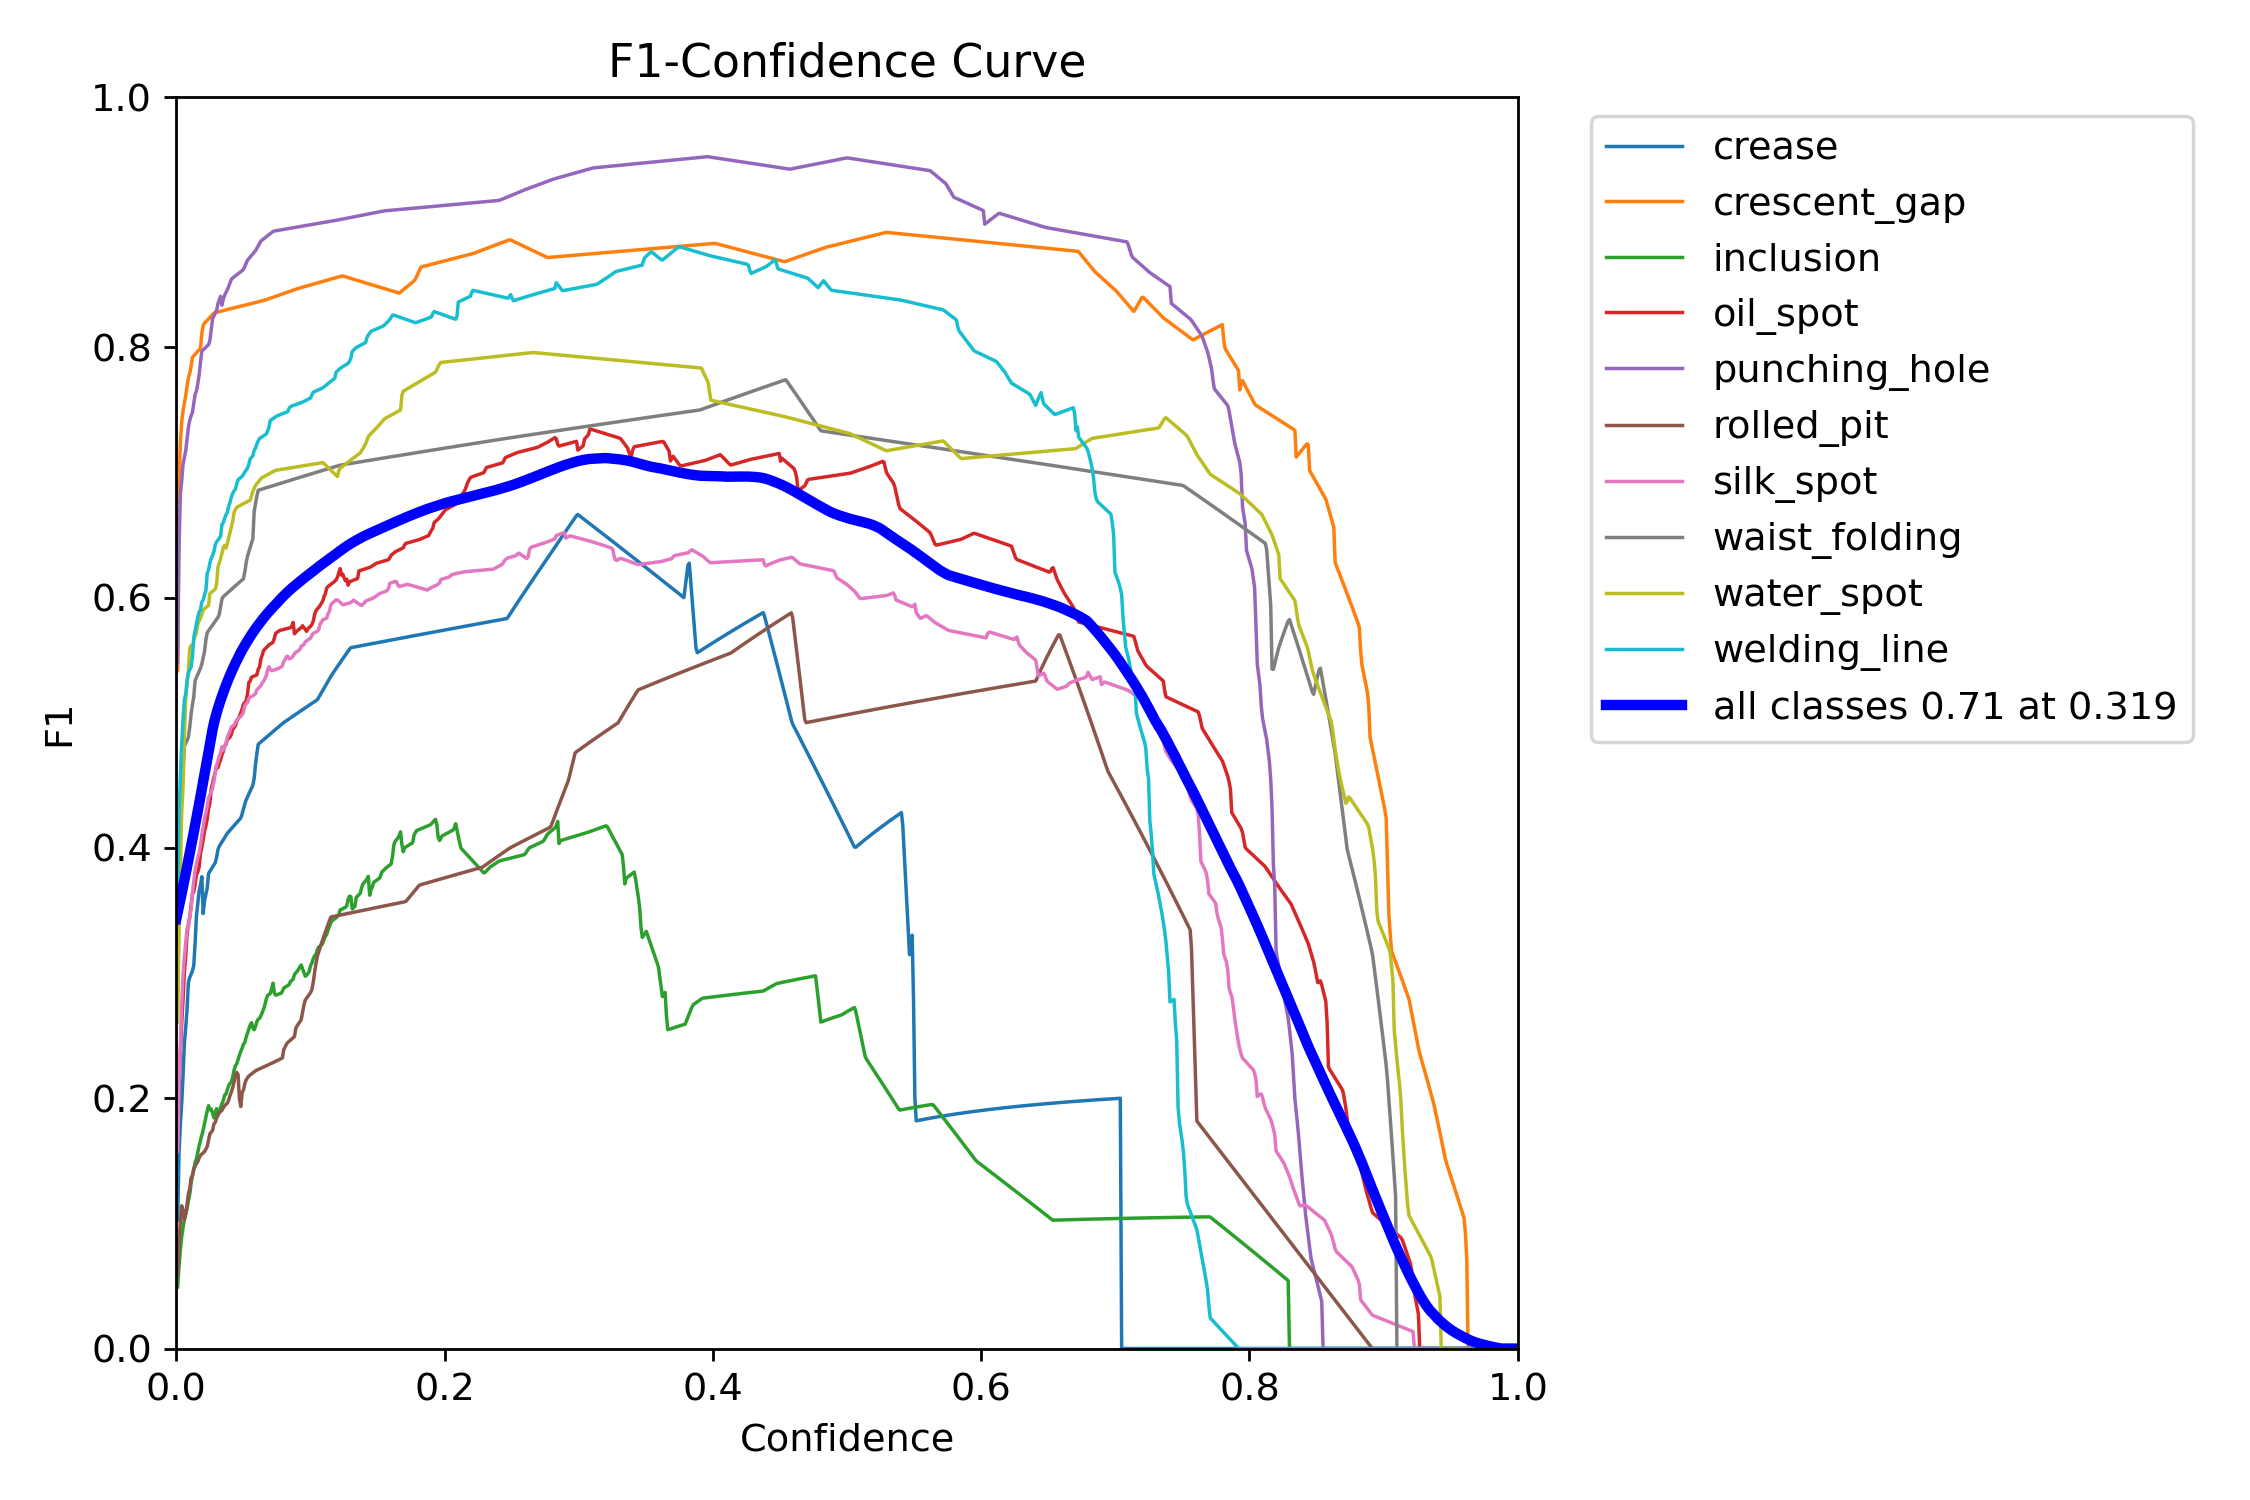 F1-Confidence Curve
1.0
0.8
0.6
0.4
0.2
0.0
F1
0.0 0.2 0.4 0.6 0.8 1.0
Confidence
crease
crescent_gap
inclusion
oil_spot
punching_hole
rolled_pit
silk_spot
waist_folding
water_spot
welding_line
all classes 0.71 at 0.319